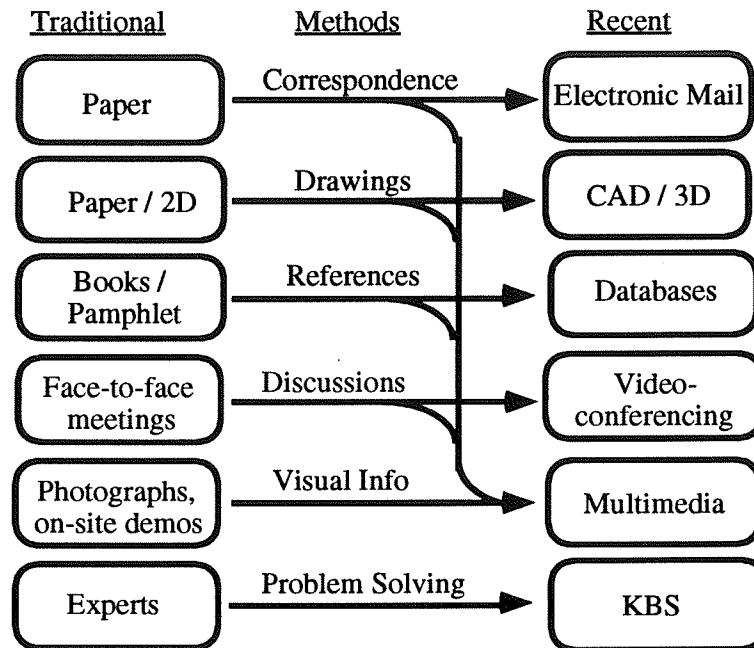 Traditional Methods Recent
Paper Correspondence Electronic Mail
Paper / 2D Drawings CAD / 3D
Books /
Pamphlet References Databases
Face-to-face
meetings Discussions Video-
conferencing
Photographs,
on-site demos Visual Info Multimedia
Experts Problem Solving KBS